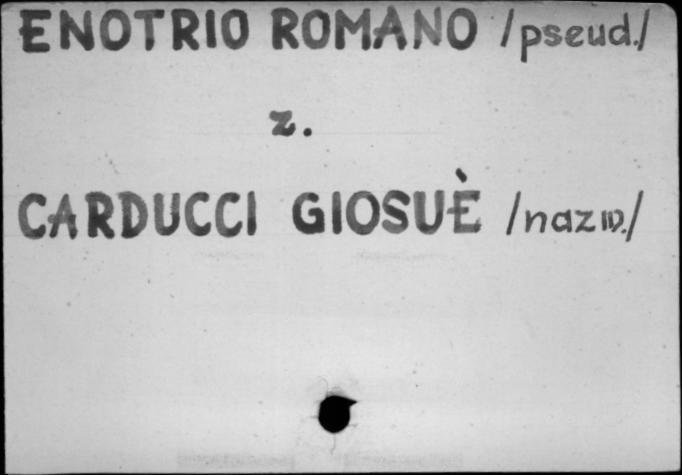 ENOTRIO ROMANO /pseud./
z.
CARDUCCI GIOSUÈ /nazw./